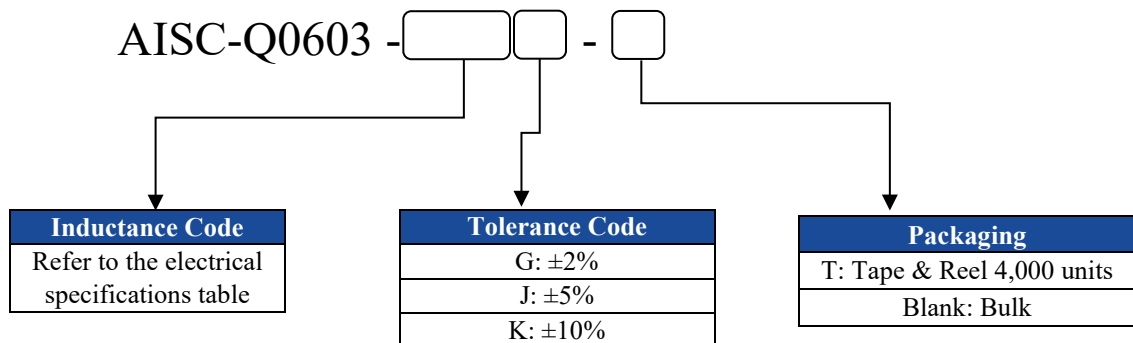 AISC-Q0603 - -
Inductance Code
Refer to the electrical
specifications table
Tolerance Code
G: ±2%
J: ±5%
K: ±10%
Packaging
T: Tape & Reel 4,000 units
Blank: Bulk